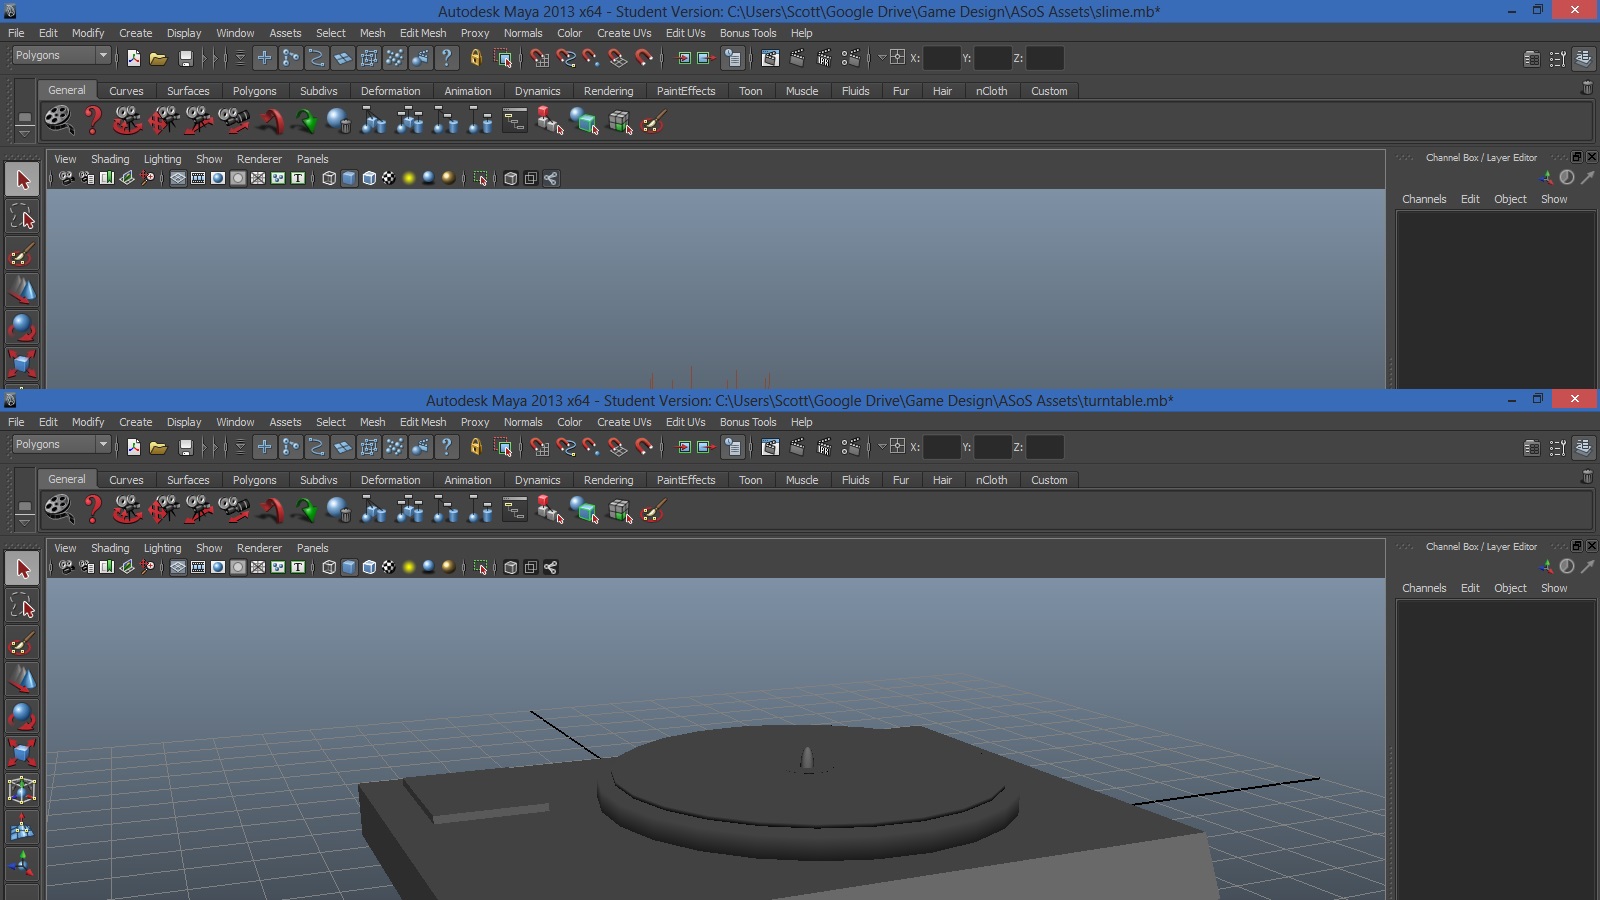 Autodesk Maya 2013 x64 - Student Version: C:\Users\Scott\Google Drive\Game Design\ASoS Assets\slime.mb*
File Edit Modify Create Display Window Assets Select Mesh Edit Mesh Proxy Normals Color Create UVs Edit UVs Bonus Tools Help
Polygons X: Y: Z:
General Curves Surfaces Polygons Subdivs Deformation Animation Dynamics Rendering PaintEffects Toon Muscle Fluids Fur Hair nCloth Custom
View Shading Lighting Show Renderer Panels
Channel Box / Layer Editor
Channels Edit Object Show
Autodesk Maya 2013 x64 - Student Version: C:\Users\Scott\Google Drive\Game Design\ASoS Assets\turntable.mb*
File Edit Modify Create Display Window Assets Select Mesh Edit Mesh Proxy Normals Color Create UVs Edit UVs Bonus Tools Help
Polygons X: Y: Z:
General Curves Surfaces Polygons Subdivs Deformation Animation Dynamics Rendering PaintEffects Toon Muscle Fluids Fur Hair nCloth Custom
View Shading Lighting Show Renderer Panels
Channel Box / Layer Editor
Channels Edit Object Show